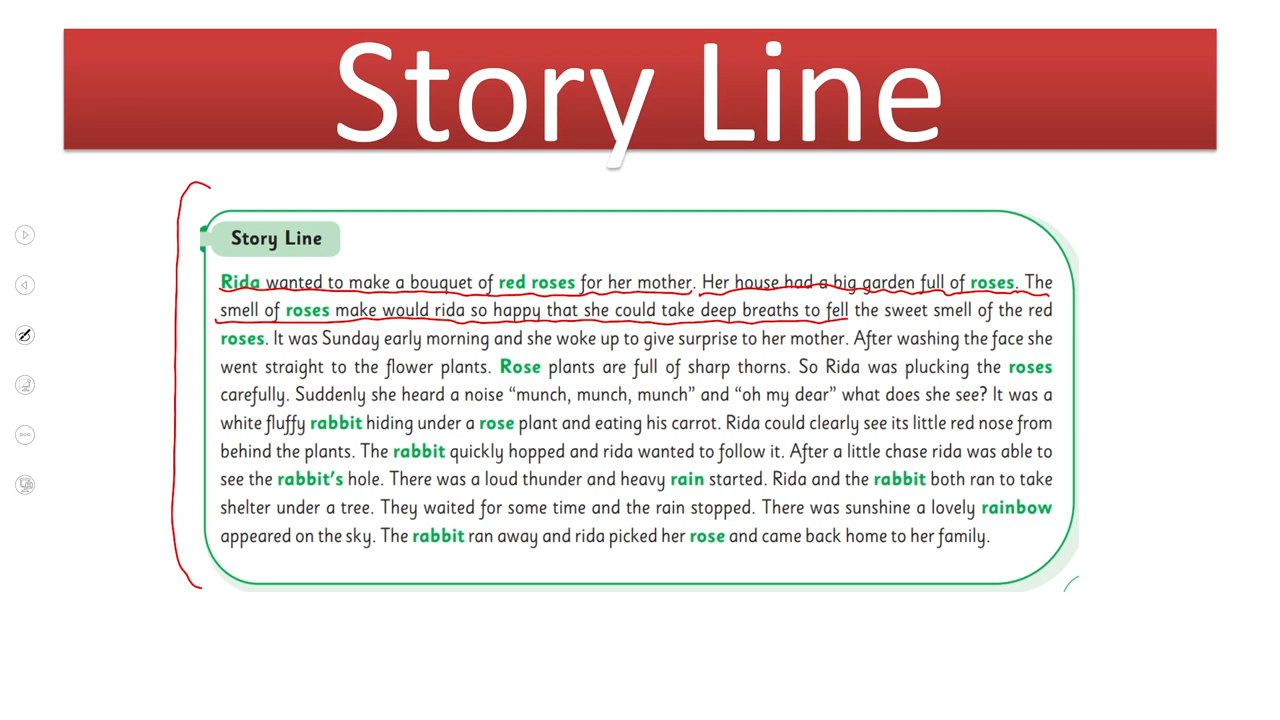 Story Line
Story Line
Rida wanted to make a bouquet of red roses for her mother. Her house had a big garden full of roses. The
smell of roses make would rida so happy that she could take deep breaths to fell the sweet smell of the red
roses. It was Sunday early morning and she woke up to give surprise to her mother. After washing the face she
went straight to the flower plants. Rose plants are full of sharp thorns. So Rida was plucking the roses
carefully. Suddenly she heard a noise “munch, munch, munch” and “oh my dear” what does she see? It was a
white fluffy rabbit hiding under a rose plant and eating his carrot. Rida could clearly see its little red nose from
behind the plants. The rabbit quickly hopped and rida wanted to follow it. After a little chase rida was able to
see the rabbit’s hole. There was a loud thunder and heavy rain started. Rida and the rabbit both ran to take
shelter under a tree. They waited for some time and the rain stopped. There was sunshine a lovely rainbow
appeared on the sky. The rabbit ran away and rida picked her rose and came back home to her family.